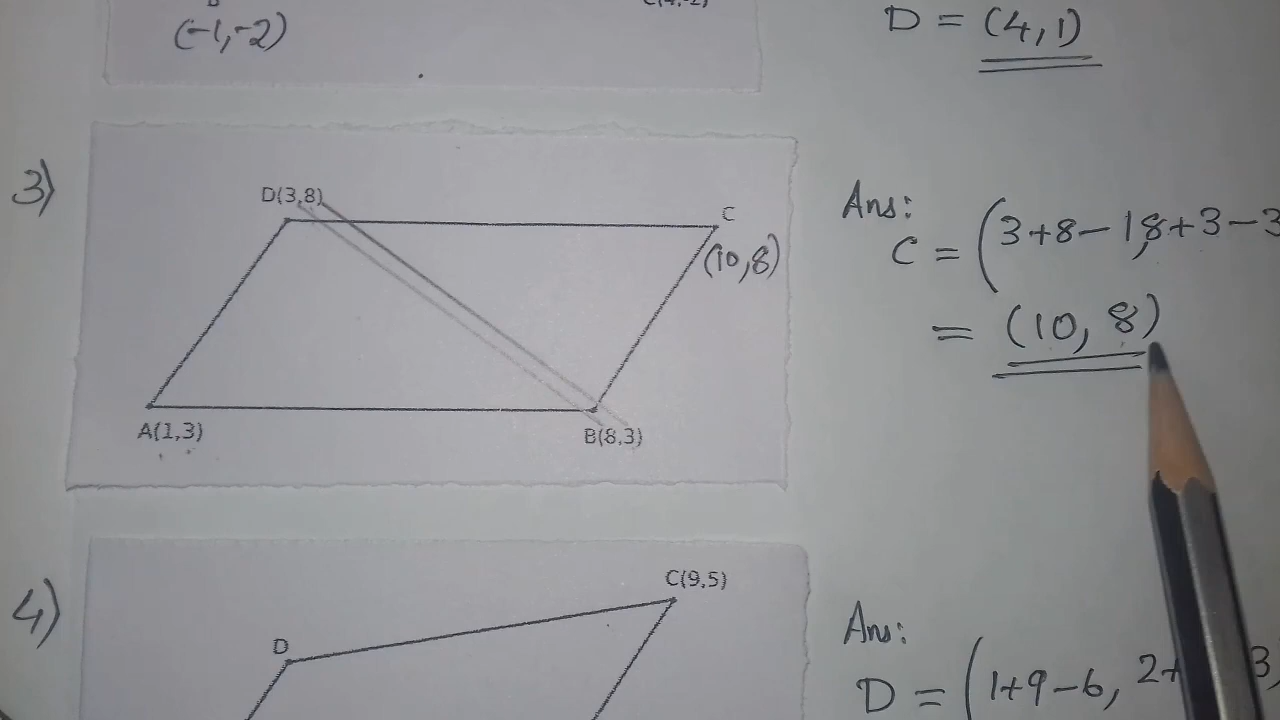 (-1,-2)
D = (4,1)
3)
D(3,8)
C
(10,8)
A(1,3)
B(8,3)
Ans:
C = (3+8-1,8+3-3
= (10, 8)
4)
C(9,5)
D
Ans:
D = (1+9-6, 2+ 3,